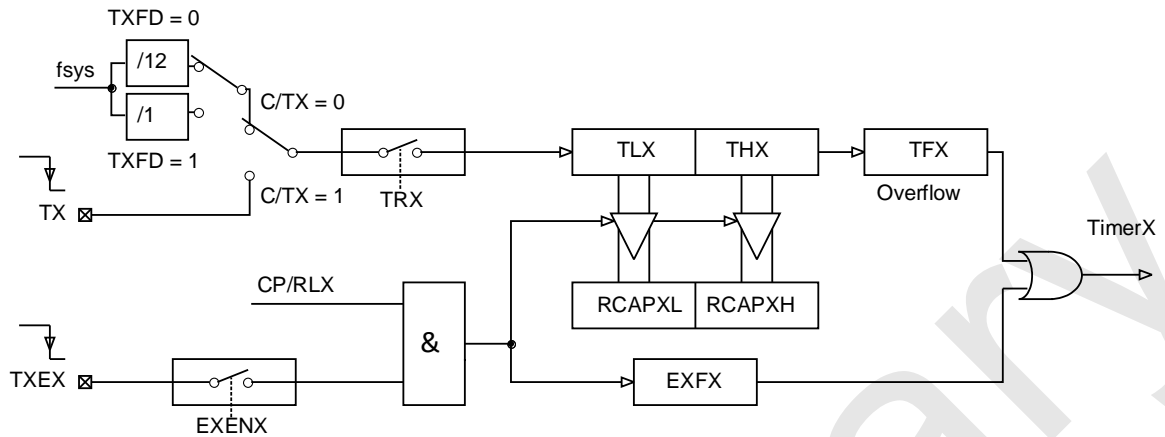 TXFD = 0
/12
fsys
C/TX = 0
/1
TXFD = 1
TLX
THX
TFX
TRX
Overflow
C/TX = 1
TX
TimerX
CP/RLX
RCAPXL
RCAPXH
&
TXEX
EXFX
EXENX
ary